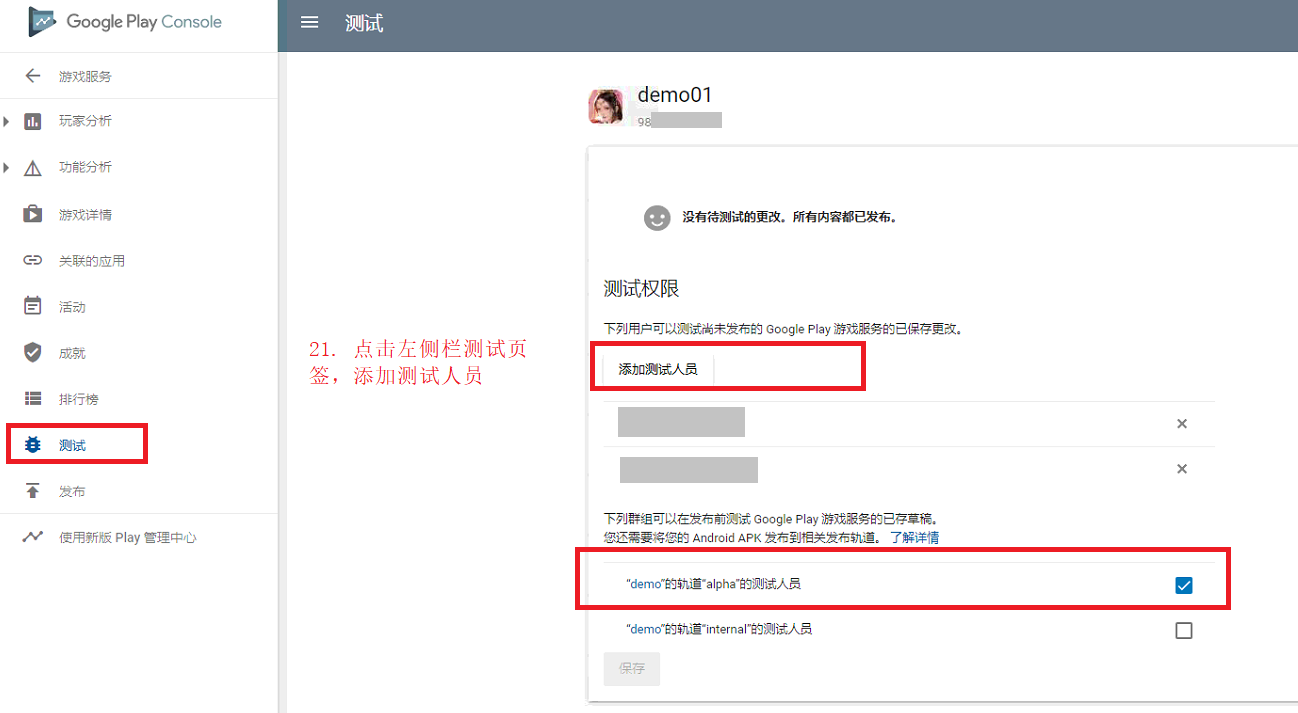 Google Play Console
测试
游戏服务
玩家分析
功能分析
游戏详情
关联的应用
活动
成就
排行榜
测试
发布
使用新版 Play 管理中心
21. 点击左侧栏测试页
签，添加测试人员
demo01
98
没有待测试的更改。所有内容都已发布。
测试权限
下列用户可以测试尚未发布的 Google Play 游戏服务的已保存更改。
添加测试人员
下列群组可以在发布前测试 Google Play 游戏服务的已存草稿。
您还需要将您的 Android APK 发布到相关发布轨道。 了解详情
“demo”的轨道“alpha”的测试人员
“demo”的轨道“internal”的测试人员
保存